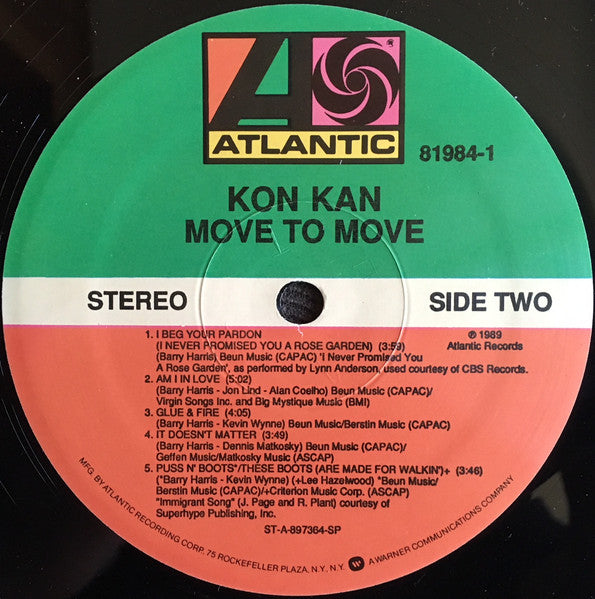 ATLANTIC
81984-1
KON KAN
MOVE TO MOVE
STEREO
SIDE TWO
1. I BEG YOUR PARDON
(I NEVER PROMISED YOU A ROSE GARDEN) (3:59)
(Barry Harris) Beun Music (CAPAC) 'I Never Promised You
A Rose Garden', as performed by Lynn Anderson, used courtesy of CBS Records.
℗ 1989
Atlantic Records
2. AM I IN LOVE (5:02)
(Barry Harris - Jon Lind - Alan Coelho) Beun Music (CAPAC)/
Virgin Songs Inc. and Big Mystique Music (BMI)
3. GLUE & FIRE (4:05)
(Barry Harris - Kevin Wynne) Beun Music/Berstin Music (CAPAC)
4. IT DOESN'T MATTER (3:49)
(Barry Harris - Dennis Matkosky) Beun Music (CAPAC)/
Geffen Music/Matkosky Music (ASCAP)
5. PUSS N' BOOTS*/THESE BOOTS (ARE MADE FOR WALKIN')+ (3:46)
(*Barry Harris - Kevin Wynne) (+Lee Hazelwood) *Beun Music/
Berstin Music (CAPAC)/+Criterion Music Corp. (ASCAP)
"Immigrant Song" (J. Page and R. Plant) courtesy of
Superhype Publishing, Inc.
ST-A-897364-SP
MFG. BY ATLANTIC RECORDING CORP. 75 ROCKEFELLER PLAZA, N.Y. N.Y. A WARNER COMMUNICATIONS COMPANY